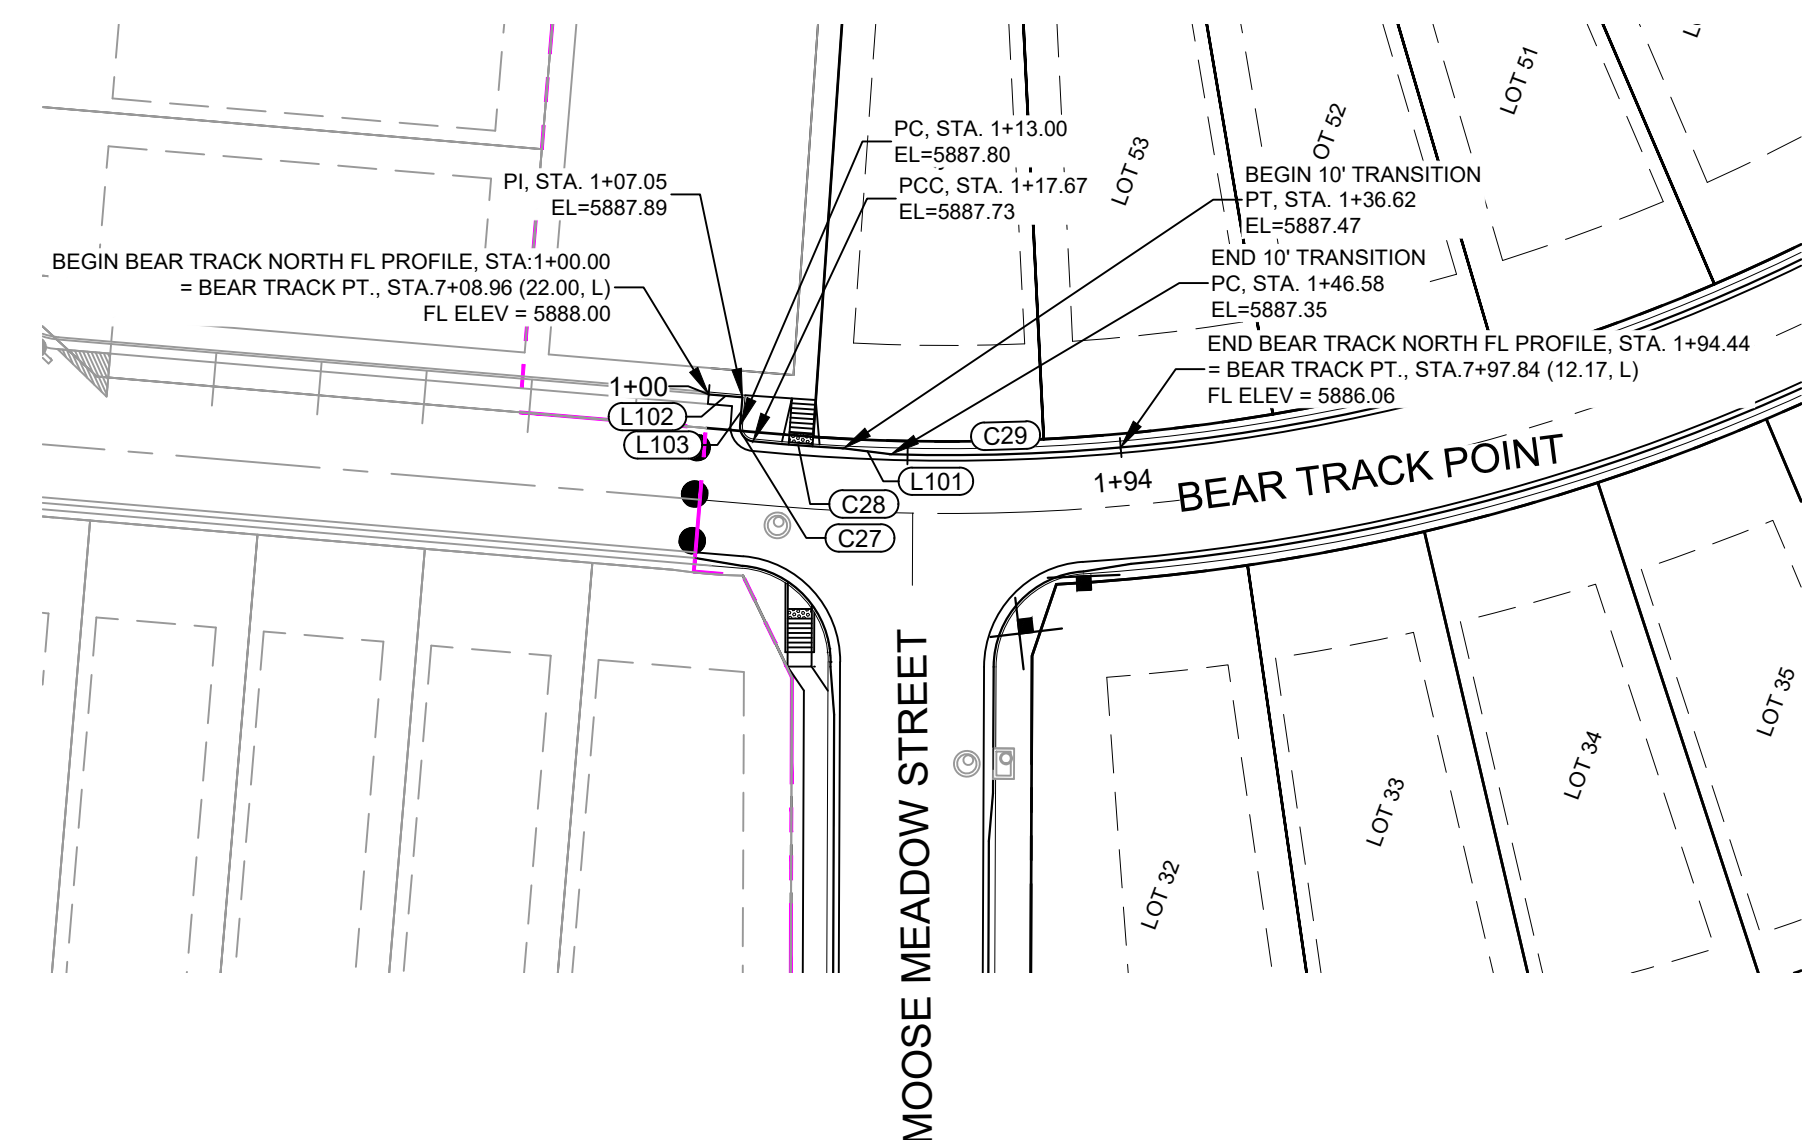 LOT 51
OT 52
LOT 53
PC, STA. 1+13.00
EL=5887.80
PI, STA. 1+07.05
EL=5887.89
PCC, STA. 1+17.67
EL=5887.73
BEGIN 10' TRANSITION
PT, STA. 1+36.62
EL=5887.47
BEGIN BEAR TRACK NORTH FL PROFILE, STA:1+00.00
= BEAR TRACK PT., STA.7+08.96 (22.00, L)
FL ELEV = 5888.00
END 10' TRANSITION
PC, STA. 1+46.58
EL=5887.35
END BEAR TRACK NORTH FL PROFILE, STA. 1+94.44
= BEAR TRACK PT., STA.7+97.84 (12.17, L)
FL ELEV = 5886.06
1+00
L102
L103
C29
L101
1+94
C28
C27
BEAR TRACK POINT
MOOSE MEADOW STREET
LOT 32
LOT 33
LOT 34
LOT 35